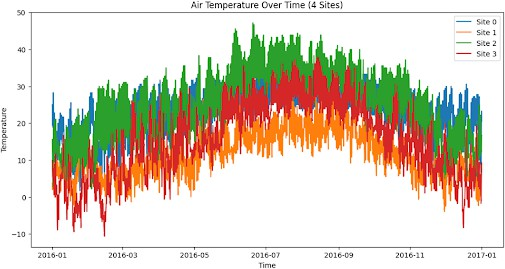 Air Temperature Over Time (4 Sites)
Site 0
Site 1
Site 2
Site 3
50
40
30
20
10
0
−10
Temperature
2016-01
2016-03
2016-05
2016-07
2016-09
2016-11
2017-01
Time